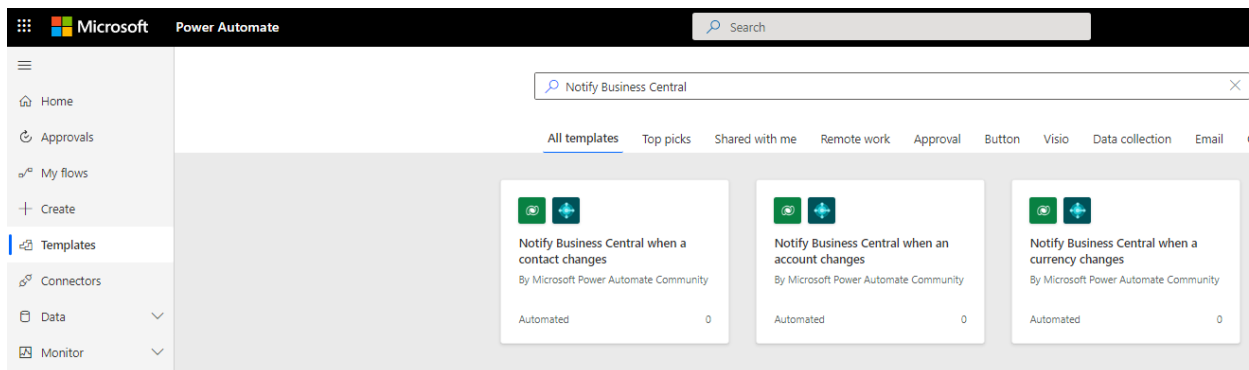 Microsoft Power Automate Search
Home
Approvals
My flows
Create
Templates
Connectors
Data
Monitor
Notify Business Central
All templates Top picks Shared with me Remote work Approval Button Visio Data collection Email
Notify Business Central when a
contact changes
By Microsoft Power Automate Community
Automated 0
Notify Business Central when an
account changes
By Microsoft Power Automate Community
Automated 0
Notify Business Central when a
currency changes
By Microsoft Power Automate Community
Automated 0